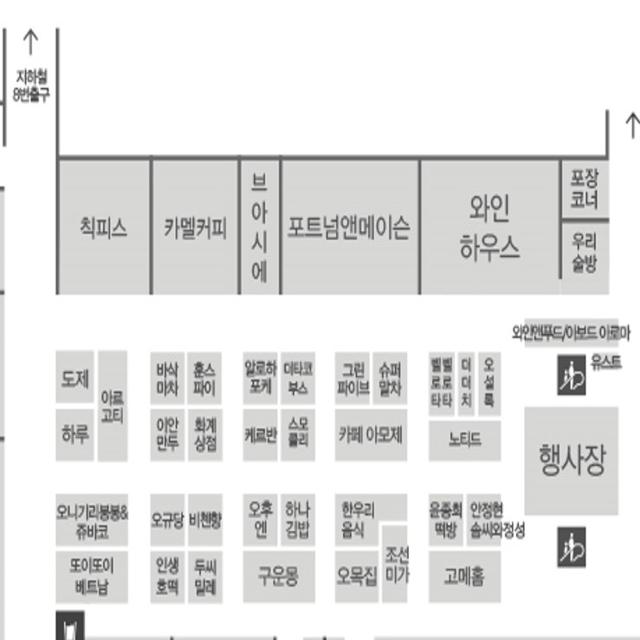 지하철
8번출구
칙피스
카멜커피
브
아
시
에
포트넘앤메이슨
와인
하우스
포장
코너
우리
술방
와인앤푸드/아보드 아로마
유스트
행사장
도제
하루
아르
고티
바삭
마차
훈스
파이
이안
만두
화계
상점
알로하
포케
더타코
부스
케르반
스모
쿨리
그린
파이브
슈퍼
말차
카페 아모제
벨 벨
로 로
타 타
더
더
치
오
설
록
노티드
오니기리봉봉&
쥬바코
또이또이
베트남
오규당
비첸향
인생
호떡
두씨
밀레
오후
엔
하나
김밥
구운몽
한우리
음식
오목집
조선
미가
윤중회
떡방
안정현
솜씨와정성
고메홈